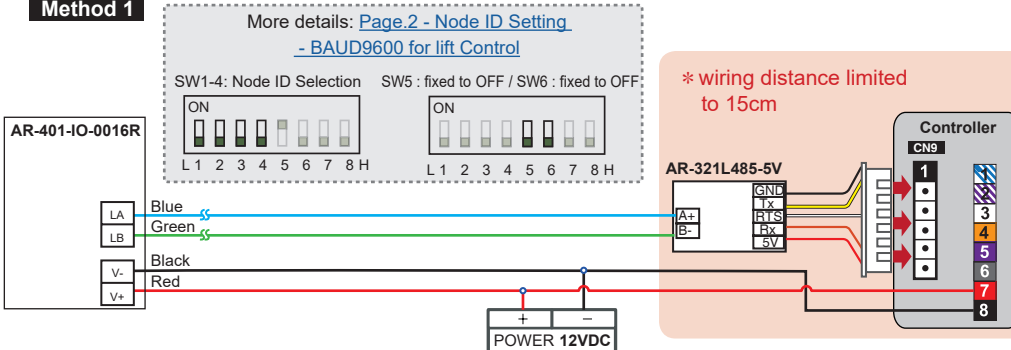 Method 1
More details: Page.2 - Node ID Setting
- BAUD9600 for lift Control
SW1-4: Node ID Selection
SW5 : fixed to OFF / SW6 : fixed to OFF
ON
L 1 2 3 4 5 6 7 8 H
ON
L 1 2 3 4 5 6 7 8 H
* wiring distance limited
to 15cm
AR-401-IO-0016R
LA
LB
V-
V+
Blue
Green
Black
Red
+ −
POWER 12VDC
AR-321L485-5V
A+
B-
GND
Tx
RTS
Rx
5V
Controller
CN9
1
1
2
3
4
5
6
7
8